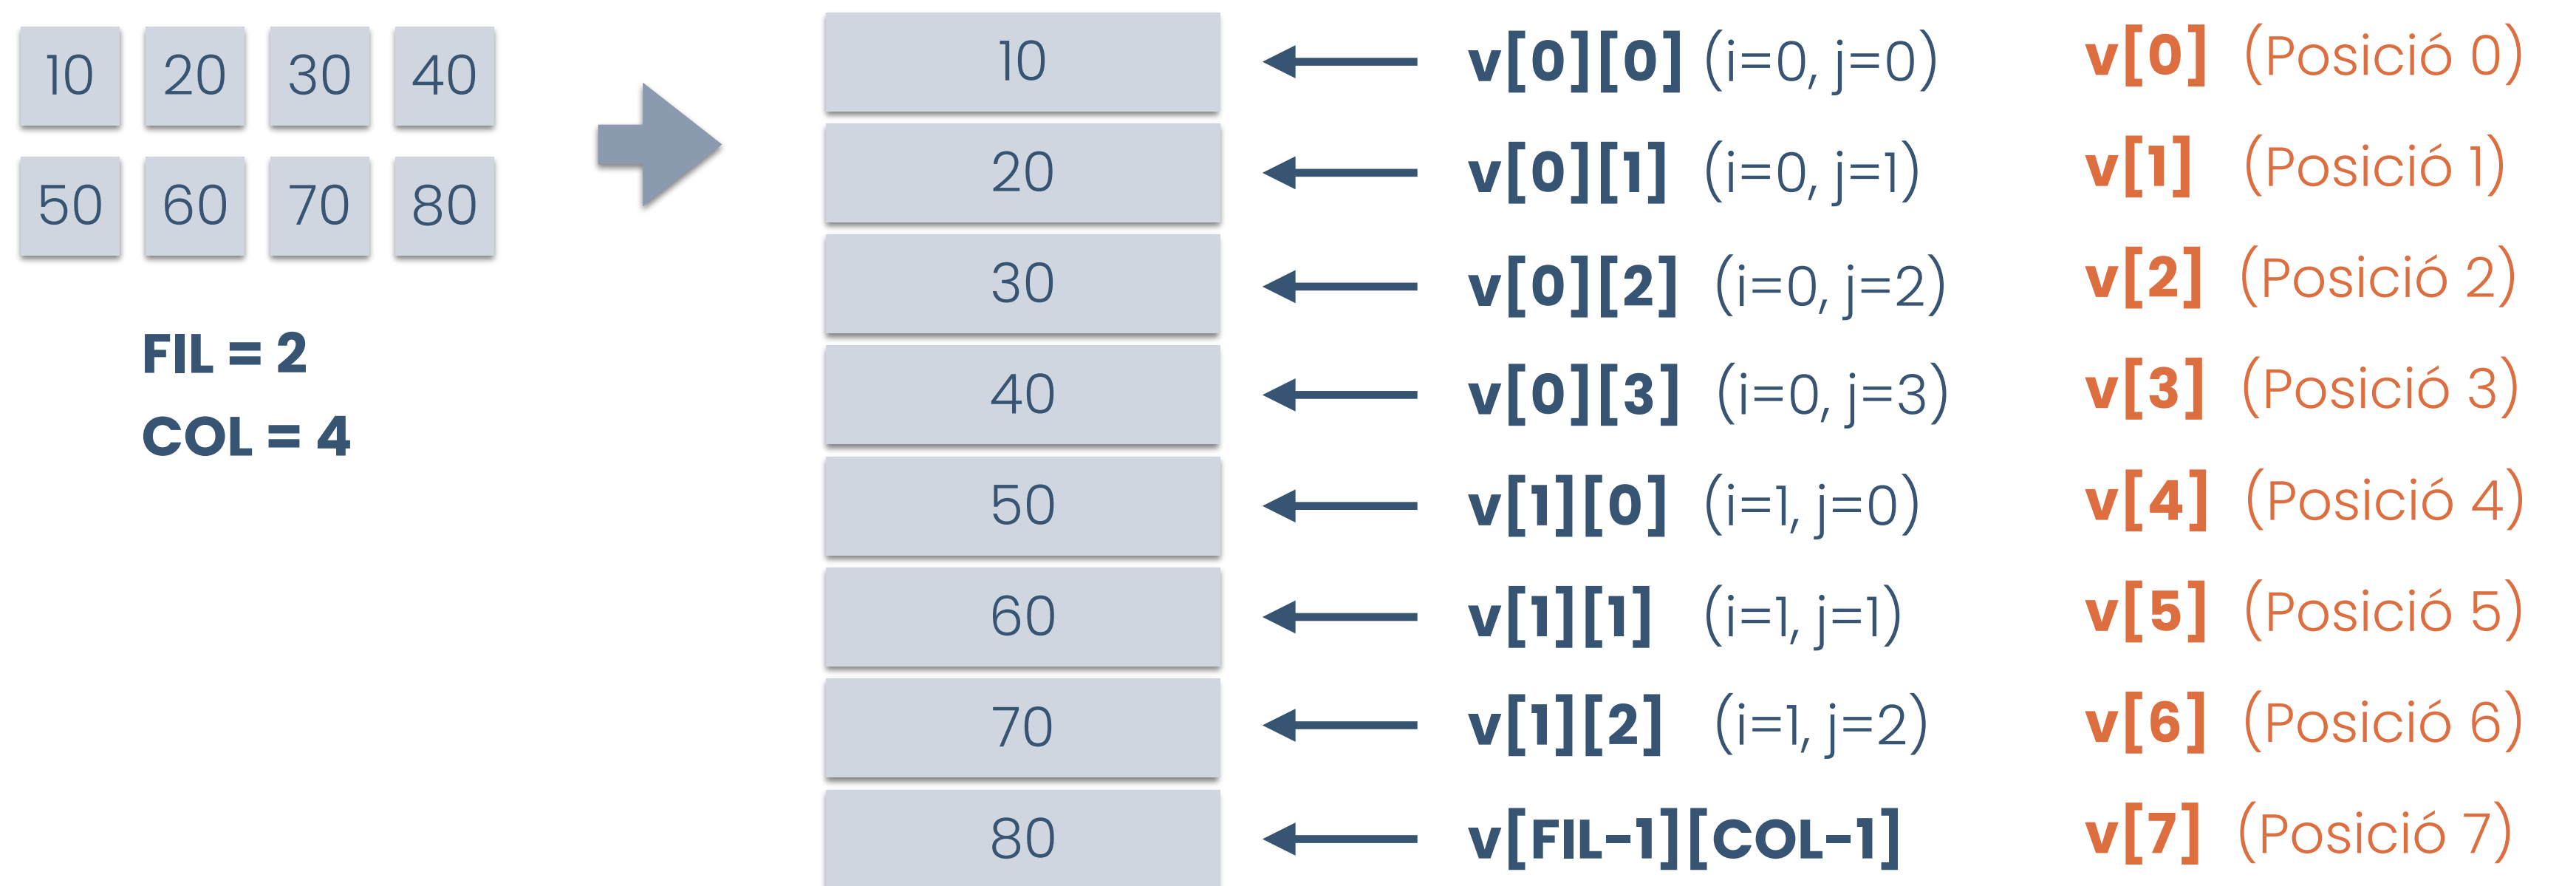 10 20 30 40
50 60 70 80
FIL = 2
COL = 4
10 v[0][0] (i=0, j=0) v[0] (Posició 0)
20 v[0][1] (i=0, j=1) v[1] (Posició 1)
30 v[0][2] (i=0, j=2) v[2] (Posició 2)
40 v[0][3] (i=0, j=3) v[3] (Posició 3)
50 v[1][0] (i=1, j=0) v[4] (Posició 4)
60 v[1][1] (i=1, j=1) v[5] (Posició 5)
70 v[1][2] (i=1, j=2) v[6] (Posició 6)
80 v[FIL-1][COL-1] v[7] (Posició 7)